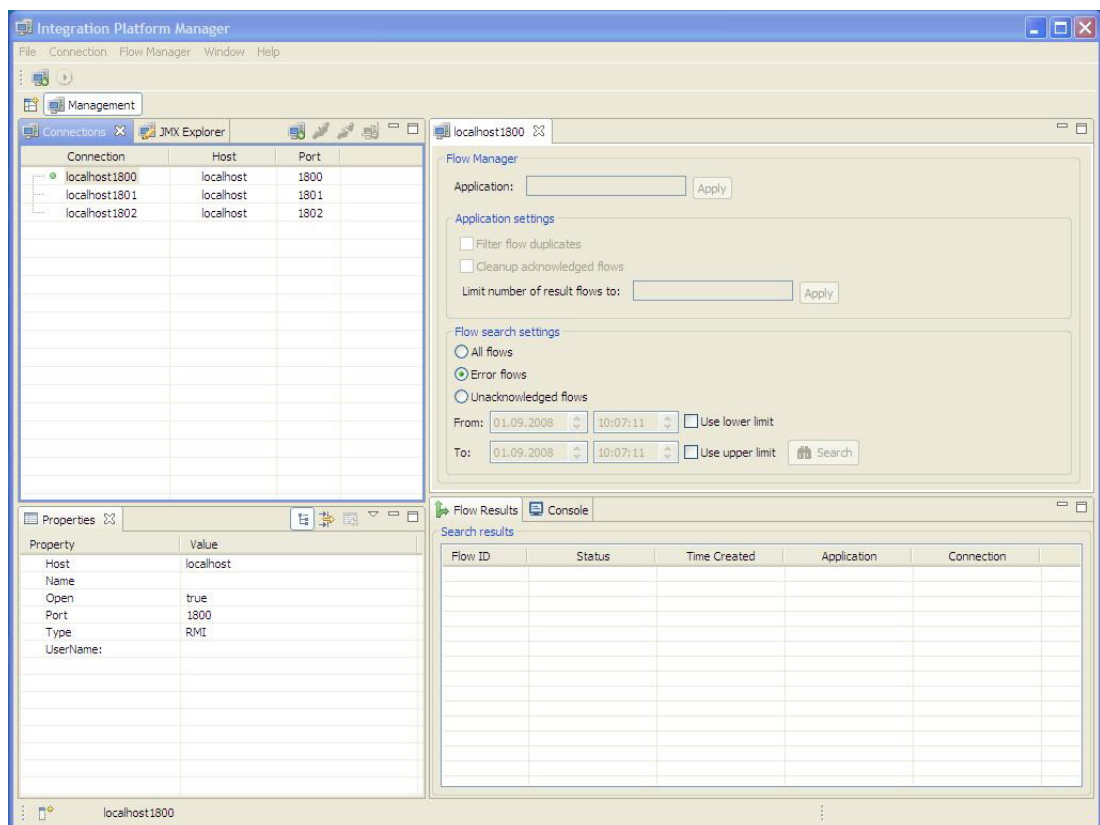 Integration Platform Manager
File Connection Flow Manager Window Help
Management
Connections JMX Explorer
Connection Host Port
localhost1800 localhost 1800
localhost1801 localhost 1801
localhost1802 localhost 1802
localhost1800
Flow Manager
Application: Apply
Application settings
Filter flow duplicates
Cleanup acknowledged flows
Limit number of result flows to: Apply
Flow search settings
All flows
Error flows
Unacknowledged flows
From: 01.09.2008 10:07:11 Use lower limit
To: 01.09.2008 10:07:11 Use upper limit Search
Properties
Property Value
Host localhost
Name
Open true
Port 1800
Type RMI
UserName:
Flow Results Console
Search results
Flow ID Status Time Created Application Connection
localhost1800